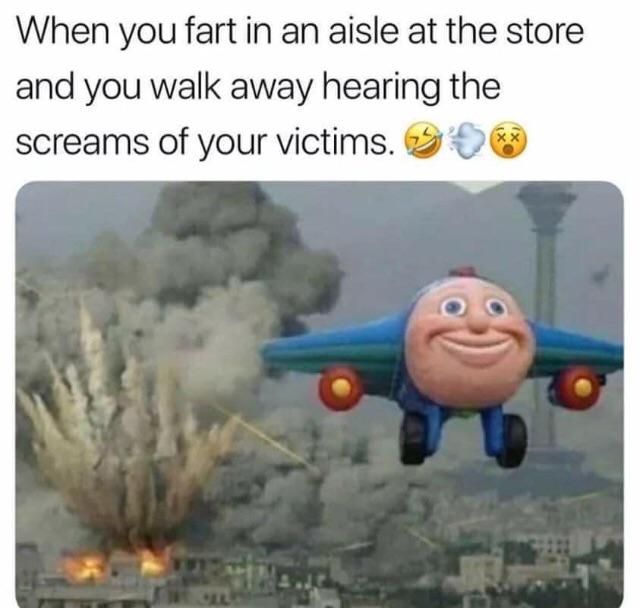 When you fart in an aisle at the store
and you walk away hearing the
screams of your victims. 🤣💨😵